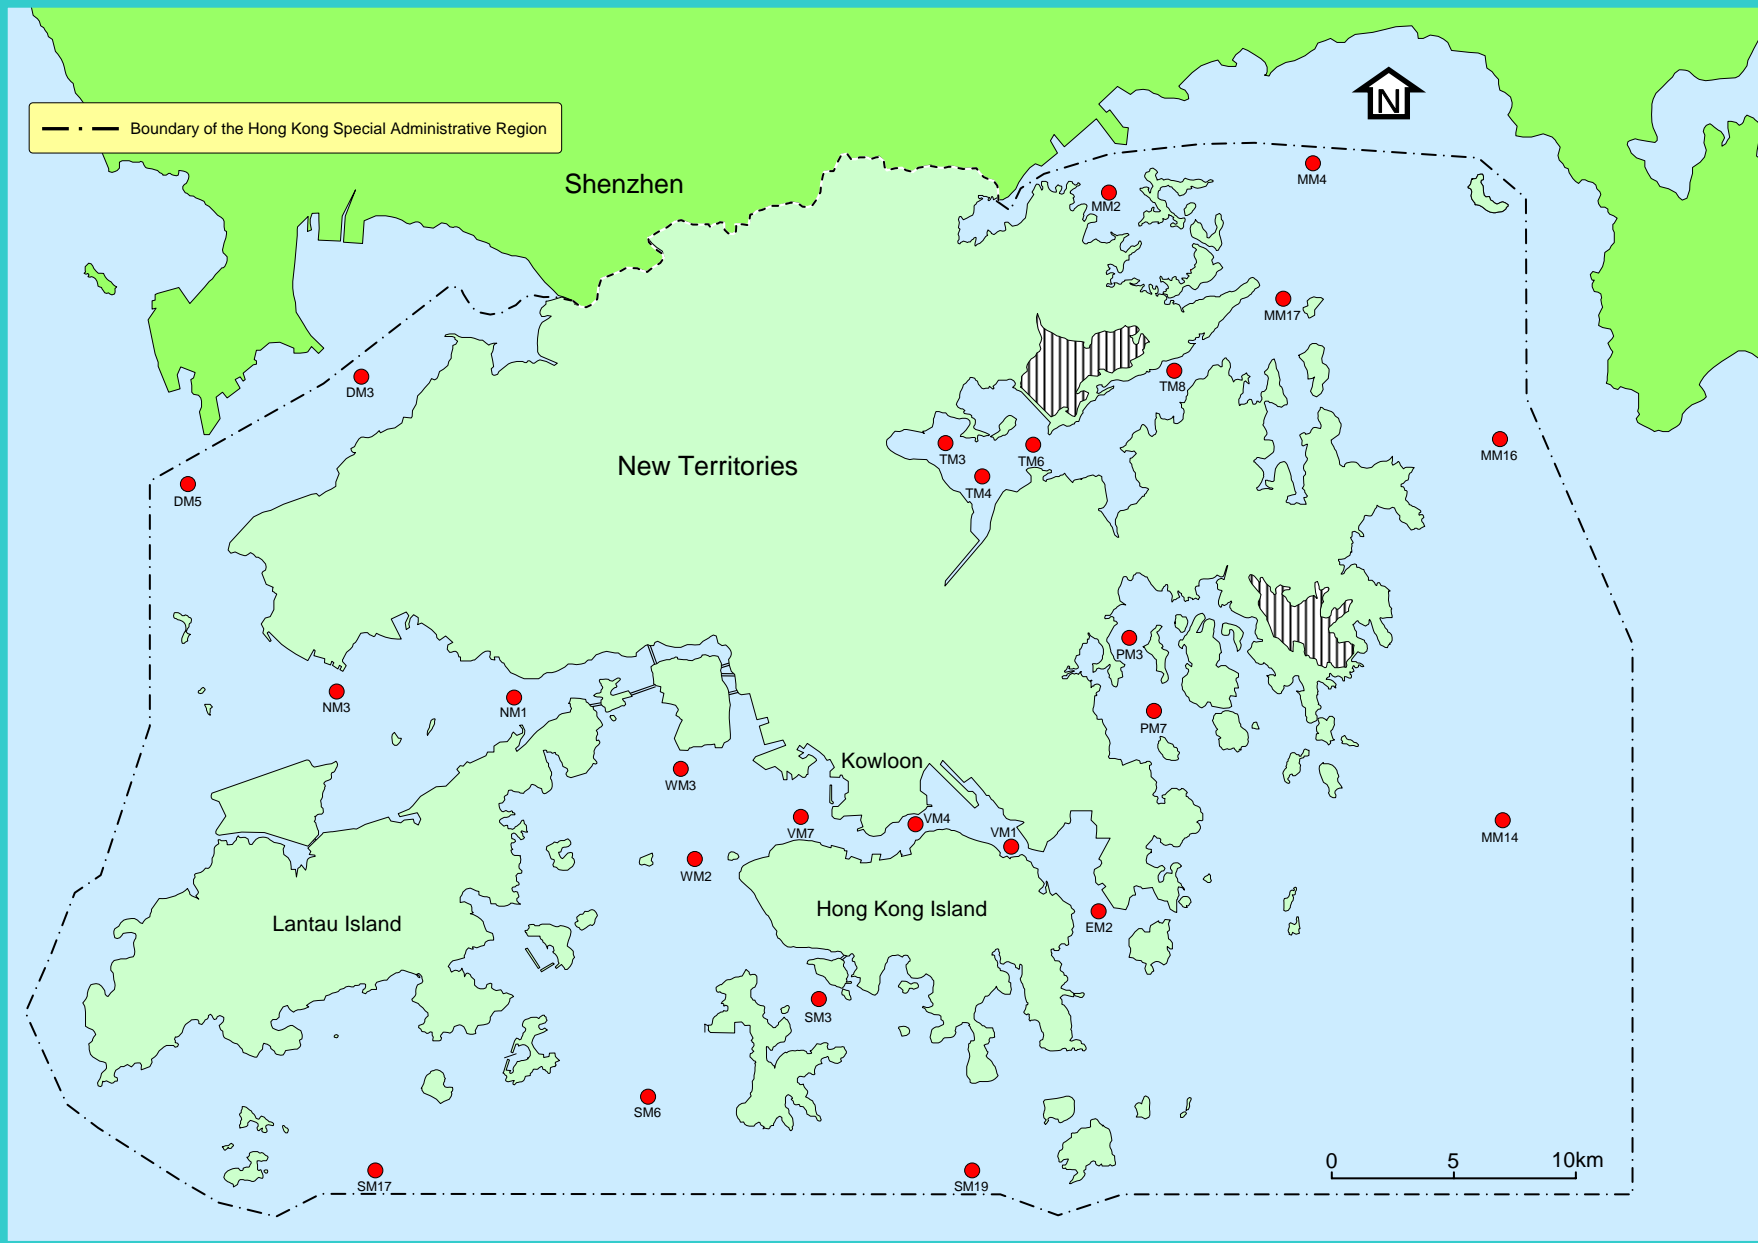 N
Boundary of the Hong Kong Special Administrative Region
Shenzhen
MM4
MM2
MM17
DM3
TM8
New Territories
TM3
TM6
MM16
TM4
DM5
PM3
NM3
NM1
PM7
Kowloon
WM3
VM7
VM4
VM1
MM14
WM2
Hong Kong Island
Lantau Island
EM2
SM3
SM6
0 5 10km
SM17
SM19